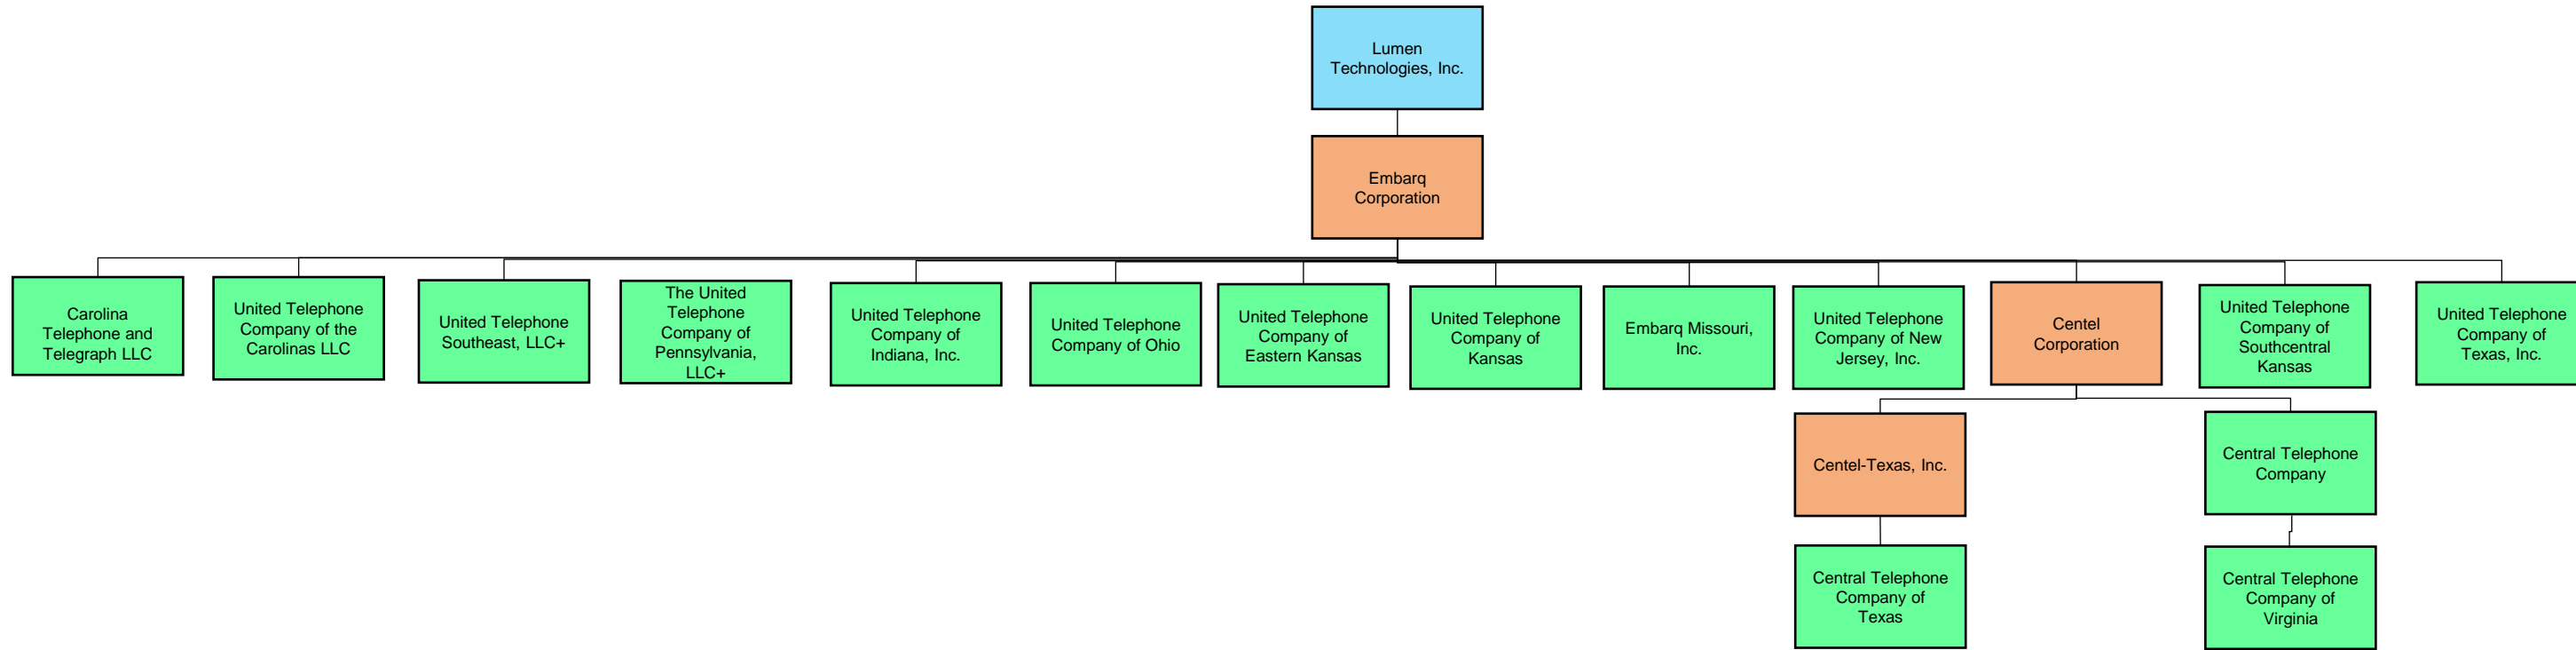 Lumen
Technologies, Inc.
Embarq
Corporation
Carolina
Telephone and
Telegraph LLC
United Telephone
Company of the
Carolinas LLC
United Telephone
Southeast, LLC+
The United
Telephone
Company of
Pennsylvania,
LLC+
United Telephone
Company of
Indiana, Inc.
United Telephone
Company of Ohio
United Telephone
Company of
Eastern Kansas
United Telephone
Company of
Kansas
Embarq Missouri,
Inc.
United Telephone
Company of New
Jersey, Inc.
Centel
Corporation
United Telephone
Company of
Southcentral
Kansas
United Telephone
Company of
Texas, Inc.
Centel-Texas, Inc.
Central Telephone
Company
Central Telephone
Company of
Texas
Central Telephone
Company of
Virginia